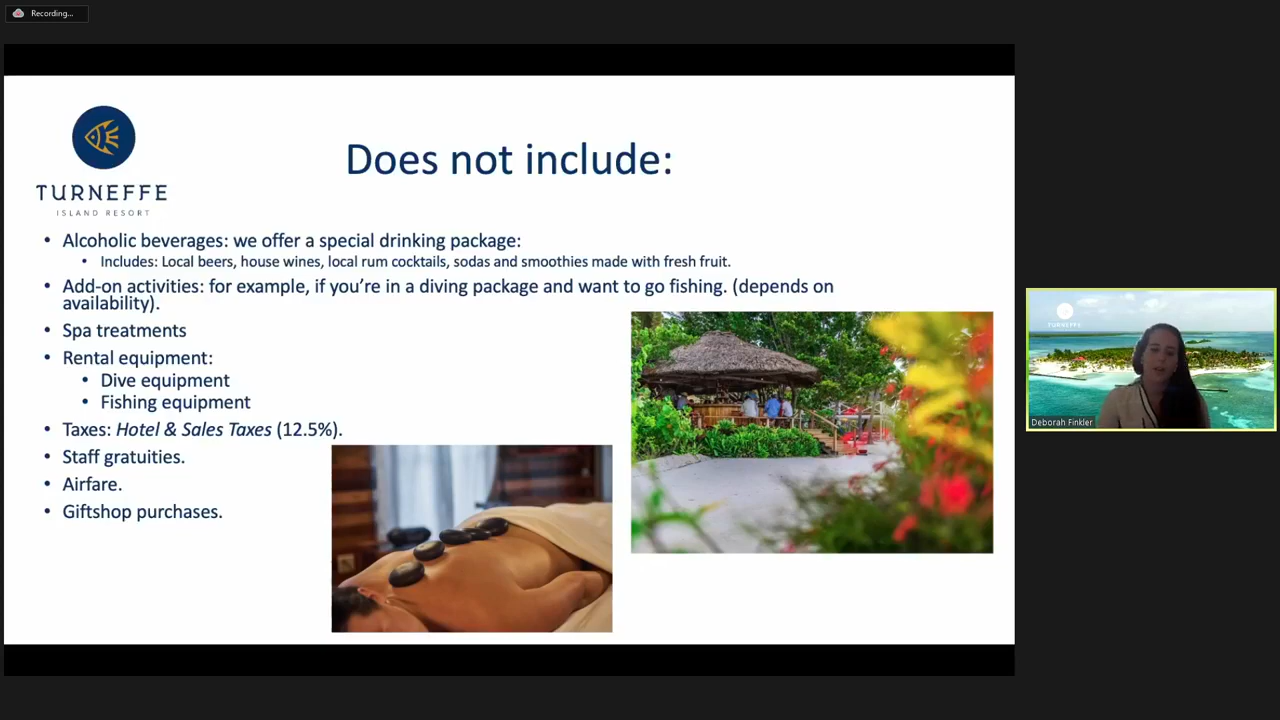 Recording...
TURNEFFE
ISLAND RESORT
Does not include:
• Alcoholic beverages: we offer a special drinking package:
• Includes: Local beers, house wines, local rum cocktails, sodas and smoothies made with fresh fruit.
• Add-on activities: for example, if you’re in a diving package and want to go fishing. (depends on
availability).
• Spa treatments
• Rental equipment:
• Dive equipment
• Fishing equipment
• Taxes: Hotel & Sales Taxes (12.5%).
• Staff gratuities.
• Airfare.
• Giftshop purchases.
TURNEFFE
Deborah Finkler